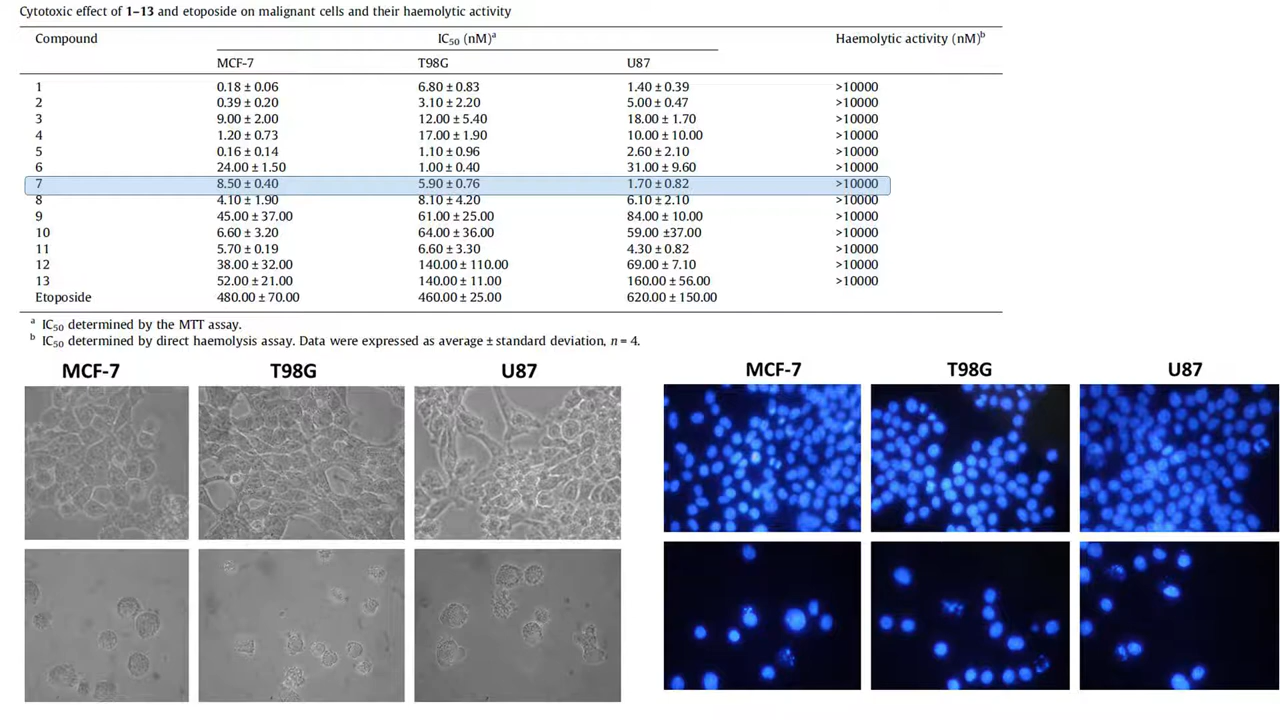 Cytotoxic effect of 1–13 and etoposide on malignant cells and their haemolytic activity
Compound IC50 (nM)a Haemolytic activity (nM)b
MCF-7 T98G U87
1 0.18 ± 0.06 6.80 ± 0.83 1.40 ± 0.39 >10000
2 0.39 ± 0.20 3.10 ± 2.20 5.00 ± 0.47 >10000
3 9.00 ± 2.00 12.00 ± 5.40 18.00 ± 1.70 >10000
4 1.20 ± 0.73 17.00 ± 1.90 10.00 ± 10.00 >10000
5 0.16 ± 0.14 1.10 ± 0.96 2.60 ± 2.10 >10000
6 24.00 ± 1.50 1.00 ± 0.40 31.00 ± 9.60 >10000
7 8.50 ± 0.40 5.90 ± 0.76 1.70 ± 0.82 >10000
8 4.10 ± 1.90 8.10 ± 4.20 6.10 ± 2.10 >10000
9 45.00 ± 37.00 61.00 ± 25.00 84.00 ± 10.00 >10000
10 6.60 ± 3.20 64.00 ± 36.00 59.00 ±37.00 >10000
11 5.70 ± 0.19 6.60 ± 3.30 4.30 ± 0.82 >10000
12 38.00 ± 32.00 140.00 ± 110.00 69.00 ± 7.10 >10000
13 52.00 ± 21.00 140.00 ± 11.00 160.00 ± 56.00 >10000
Etoposide 480.00 ± 70.00 460.00 ± 25.00 620.00 ± 150.00
a IC50 determined by the MTT assay.
b IC50 determined by direct haemolysis assay. Data were expressed as average ± standard deviation, n = 4.
MCF-7 T98G U87 MCF-7 T98G U87